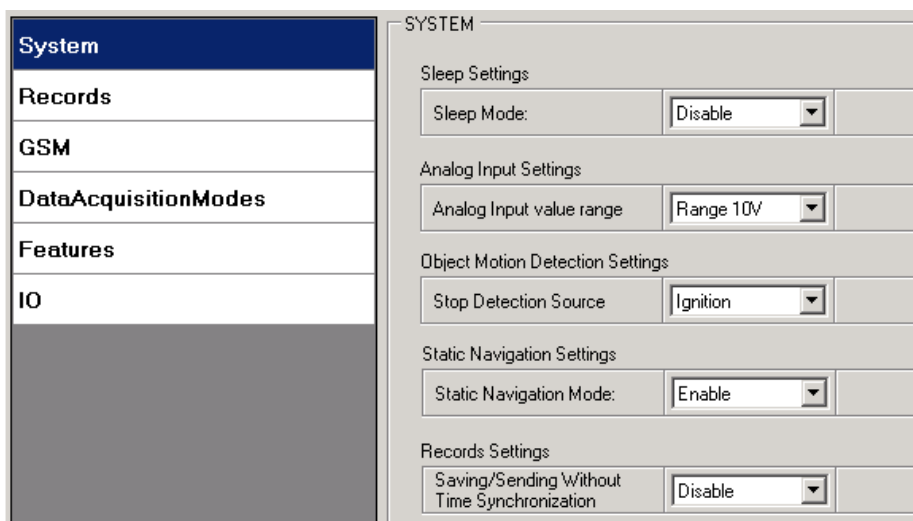 System
Records
GSM
DataAcquisitionModes
Features
IO
SYSTEM
Sleep Settings
Sleep Mode: Disable
Analog Input Settings
Analog Input value range Range 10V
Object Motion Detection Settings
Stop Detection Source Ignition
Static Navigation Settings
Static Navigation Mode: Enable
Records Settings
Saving/Sending Without
Time Synchronization Disable